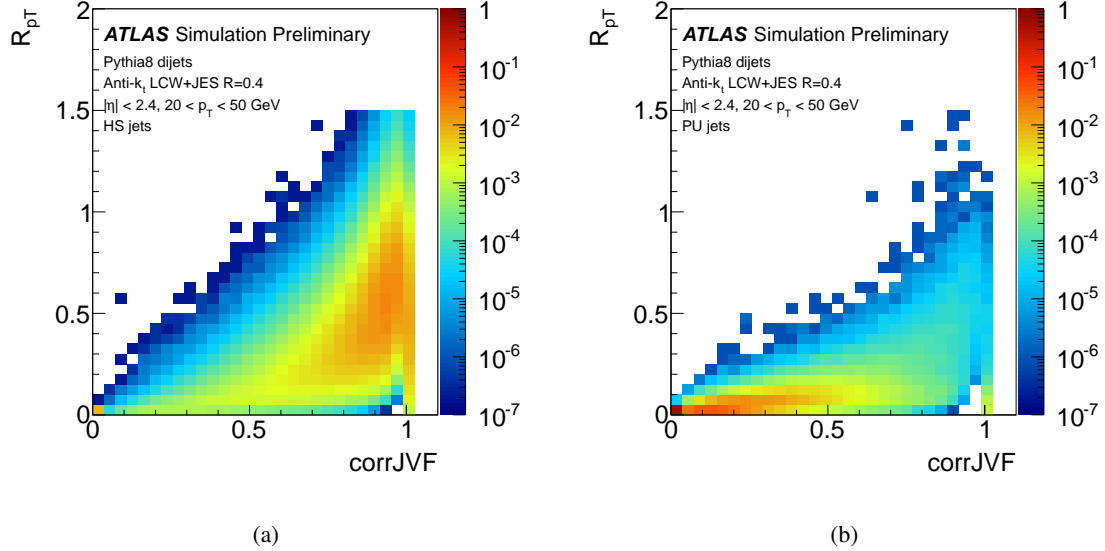 R_pT
2
1.5
1
0.5
0
0 0.5 1
corrJVF
ATLAS Simulation Preliminary
Pythia8 dijets
Anti-k_t LCW+JES R=0.4
|η| < 2.4, 20 < p_T < 50 GeV
HS jets
1
10^-1
10^-2
10^-3
10^-4
10^-5
10^-6
10^-7
(a)
R_pT
2
1.5
1
0.5
0
0 0.5 1
corrJVF
ATLAS Simulation Preliminary
Pythia8 dijets
Anti-k_t LCW+JES R=0.4
|η| < 2.4, 20 < p_T < 50 GeV
PU jets
1
10^-1
10^-2
10^-3
10^-4
10^-5
10^-6
10^-7
(b)